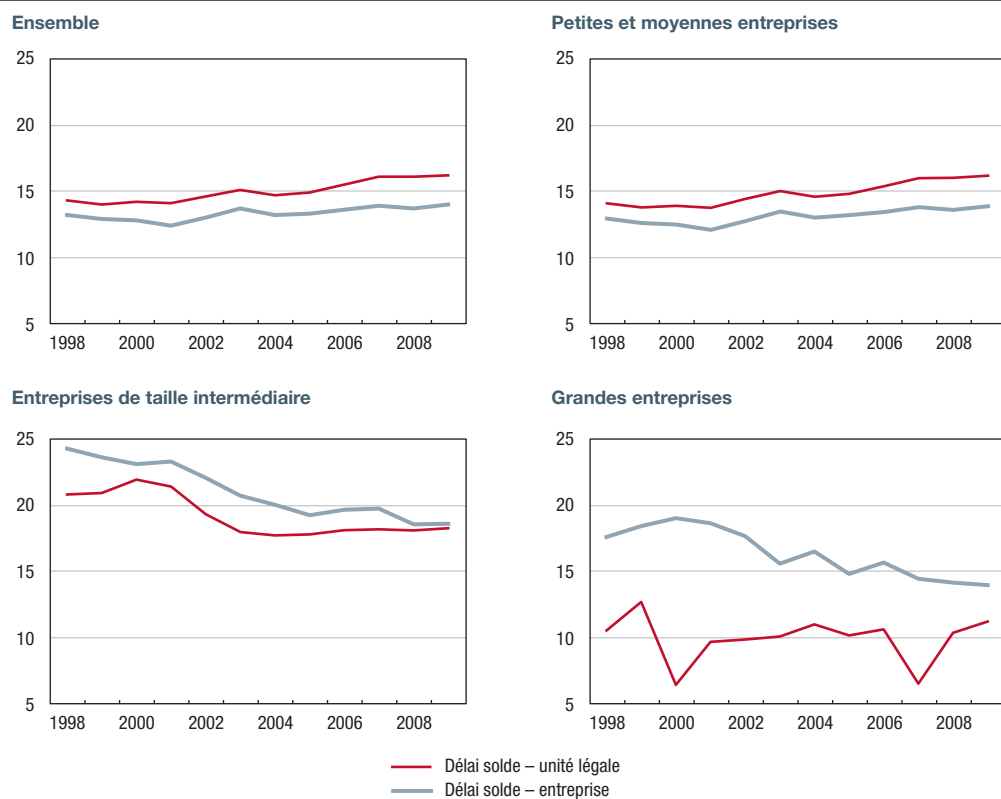 Ensemble
25
20
15
10
5
1998 2000 2002 2004 2006 2008
Petites et moyennes entreprises
25
20
15
10
5
1998 2000 2002 2004 2006 2008
Entreprises de taille intermédiaire
25
20
15
10
5
1998 2000 2002 2004 2006 2008
Grandes entreprises
25
20
15
10
5
1998 2000 2002 2004 2006 2008
Délai solde – unité légale
Délai solde – entreprise